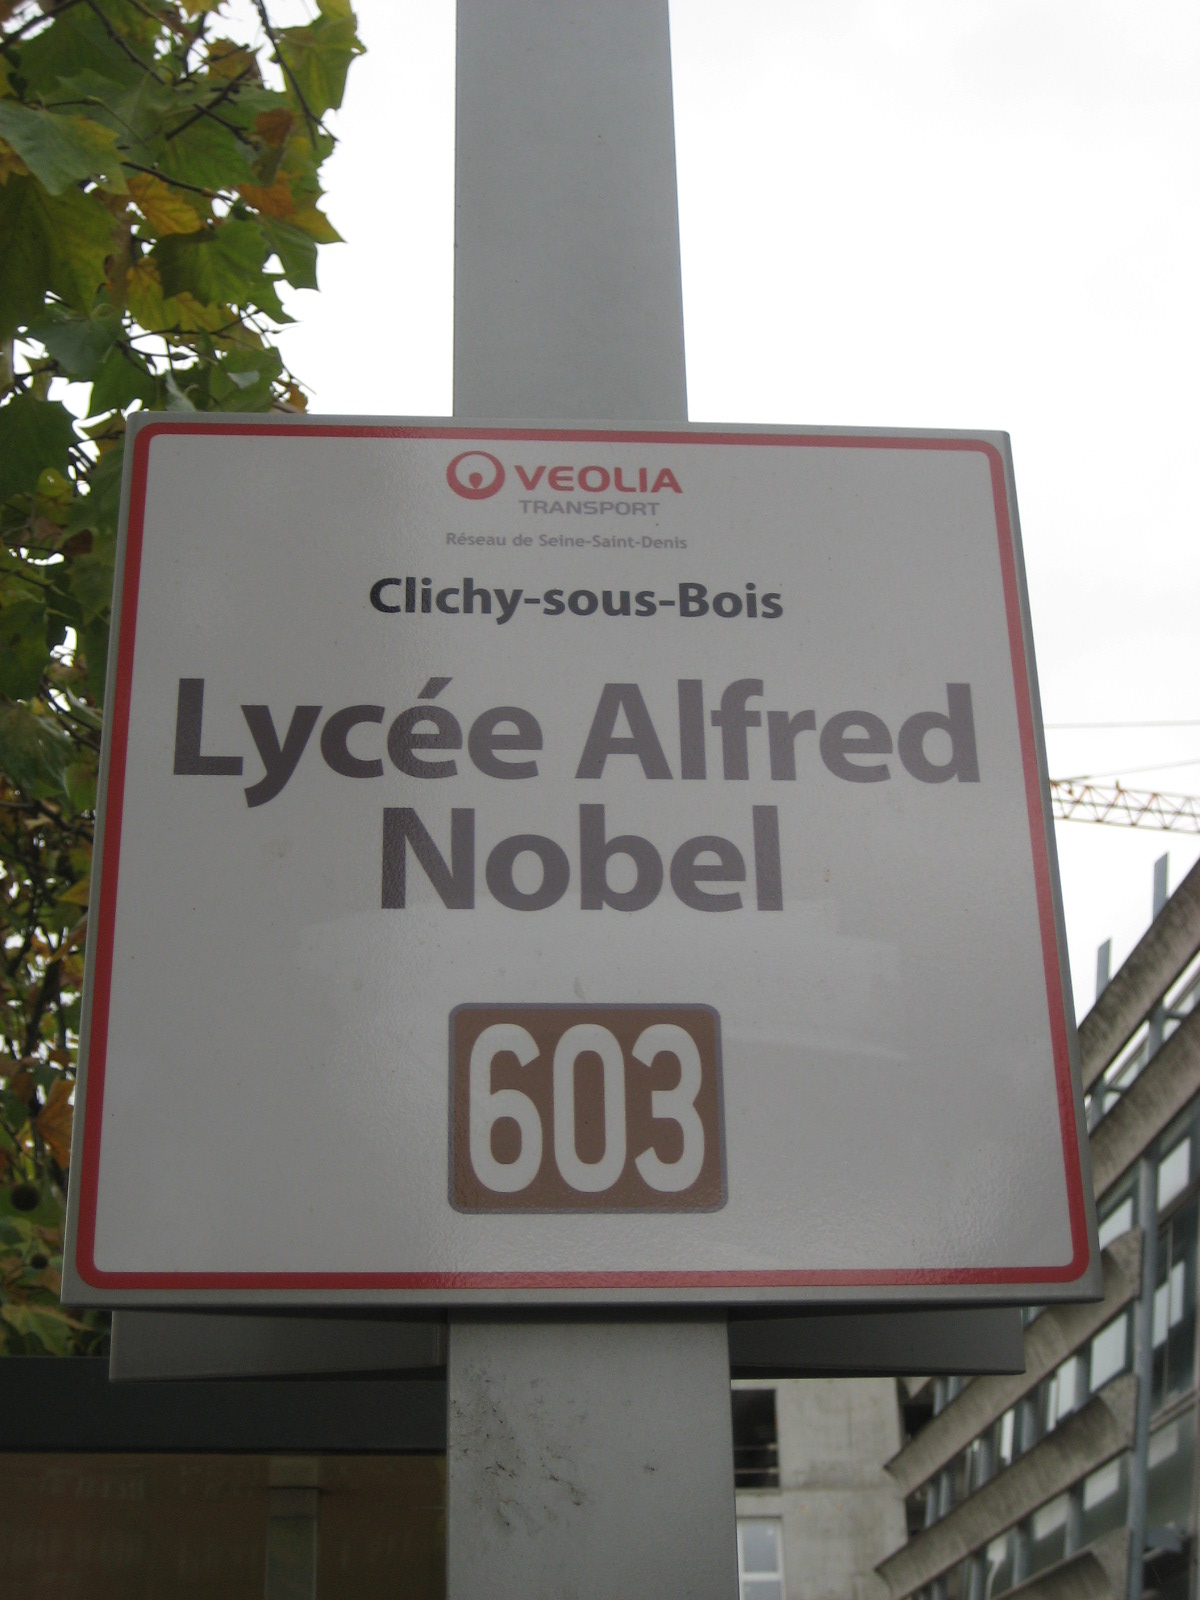 VEOLIA
TRANSPORT
Réseau de Seine-Saint-Denis
Clichy-sous-Bois
Lycée Alfred
Nobel
603